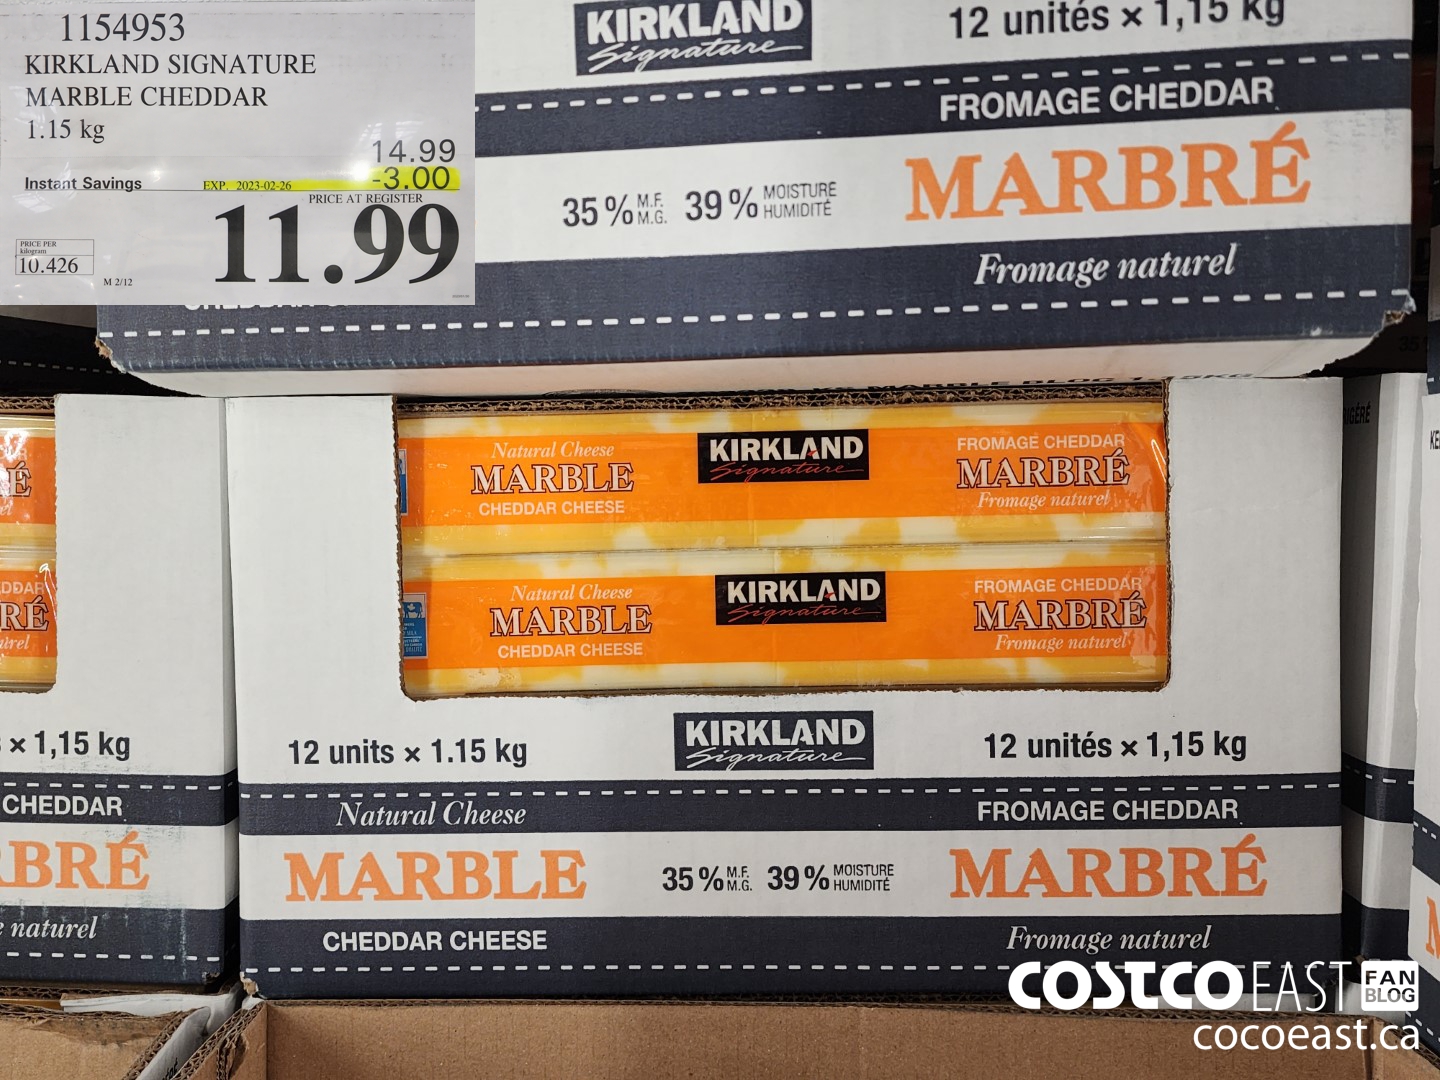 1154953
KIRKLAND SIGNATURE
MARBLE CHEDDAR
1.15 kg
14.99
Instant Savings EXP. 2023-02-26 -3.00
PRICE AT REGISTER
11.99
PRICE PER
kilogram
10.426
M 2/12
KIRKLAND
Signature
12 unités × 1,15 kg
FROMAGE CHEDDAR
MARBRÉ
35 % M.F. M.G. 39 % MOISTURE HUMIDITÉ
Fromage naturel
Natural Cheese
MARBLE
CHEDDAR CHEESE
KIRKLAND
Signature
FROMAGE CHEDDAR
MARBRÉ
Fromage naturel
Natural Cheese
MARBLE
CHEDDAR CHEESE
KIRKLAND
Signature
FROMAGE CHEDDAR
MARBRÉ
Fromage naturel
× 1,15 kg
CHEDDAR
BRÉ
naturel
12 units × 1.15 kg
KIRKLAND
Signature
12 unités × 1,15 kg
Natural Cheese
FROMAGE CHEDDAR
MARBLE
35 % M.F. M.G. 39 % MOISTURE HUMIDITÉ
MARBRÉ
CHEDDAR CHEESE
Fromage naturel
COSTCO EAST FAN BLOG
cocoeast.ca